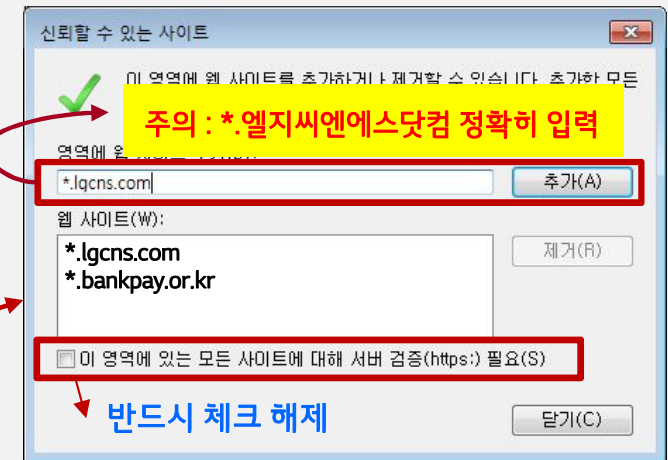 신뢰할 수 있는 사이트
이 영역에 웹 사이트를 추가하거나 제거할 수 있습니다. 추가한 모든
주의 : *.엘지씨엔에스닷컴 정확히 입력
영역에 웹
*.lgcns.com
추가(A)
웹 사이트(W):
*.lgcns.com
제거(R)
*.bankpay.or.kr
이 영역에 있는 모든 사이트에 대해 서버 검증(https:) 필요(S)
반드시 체크 해제
닫기(C)